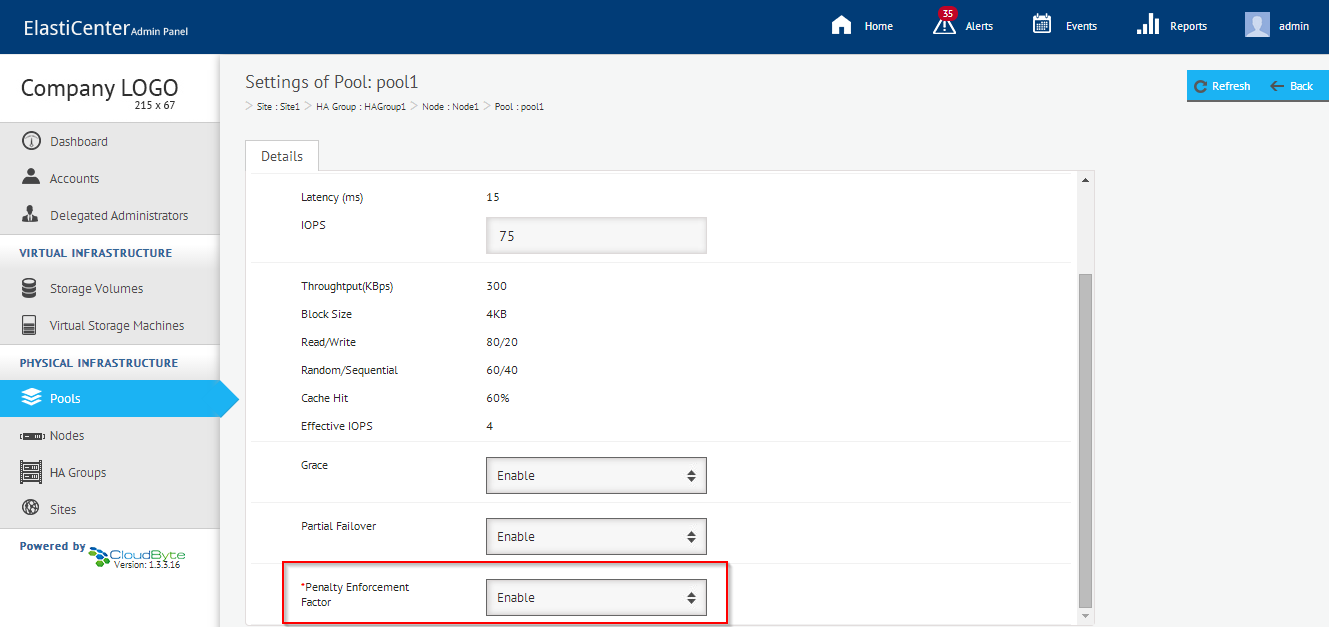 ElastiCenter Admin Panel
Home
35
Alerts
Events
Reports
admin
Company LOGO
215 x 67
Dashboard
Accounts
Delegated Administrators
VIRTUAL INFRASTRUCTURE
Storage Volumes
Virtual Storage Machines
PHYSICAL INFRASTRUCTURE
Pools
Nodes
HA Groups
Sites
Powered by CloudByte
Version: 1.3.3.16
Settings of Pool: pool1
> Site : Site1 > HA Group : HAGroup1 > Node : Node1 > Pool : pool1
Refresh
Back
Details
Latency (ms) 15
IOPS 75
Throughtput(KBps) 300
Block Size 4KB
Read/Write 80/20
Random/Sequential 60/40
Cache Hit 60%
Effective IOPS 4
Grace Enable
Partial Failover Enable
*Penalty Enforcement
Factor
Enable